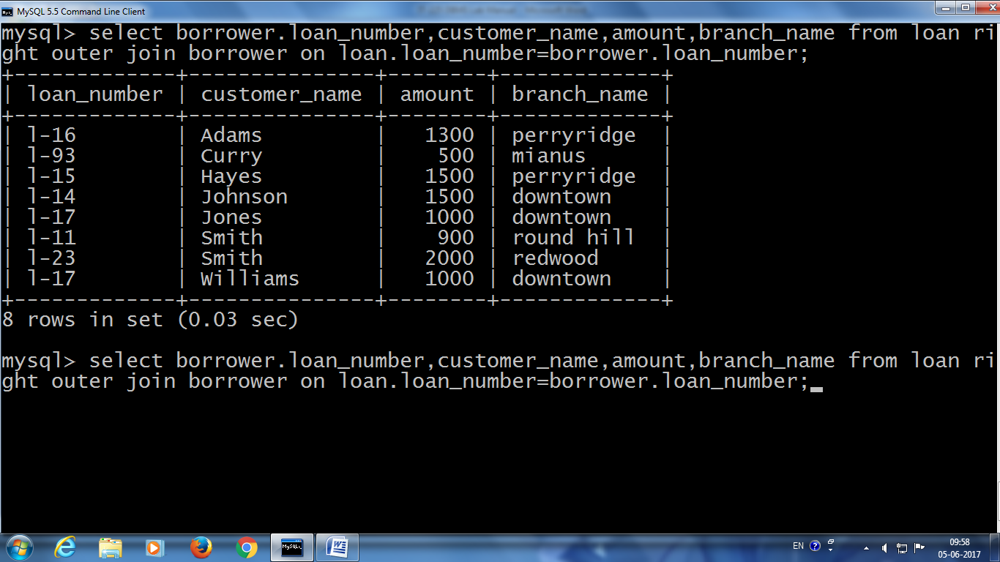 MySQL 5.5 Command Line Client
mysql> select borrower.loan_number,customer_name,amount,branch_name from loan ri
ght outer join borrower on loan.loan_number=borrower.loan_number;
+-------------+---------------+--------+-------------+
| loan_number | customer_name | amount | branch_name |
+-------------+---------------+--------+-------------+
| l-16        | Adams         |   1300 | perryridge  |
| l-93        | Curry         |    500 | mianus      |
| l-15        | Hayes         |   1500 | perryridge  |
| l-14        | Johnson       |   1500 | downtown    |
| l-17        | Jones         |   1000 | downtown    |
| l-11        | Smith         |    900 | round hill  |
| l-23        | Smith         |   2000 | redwood     |
| l-17        | Williams      |   1000 | downtown    |
+-------------+---------------+--------+-------------+
8 rows in set (0.03 sec)
mysql> select borrower.loan_number,customer_name,amount,branch_name from loan ri
ght outer join borrower on loan.loan_number=borrower.loan_number;
EN
09:58
05-06-2017